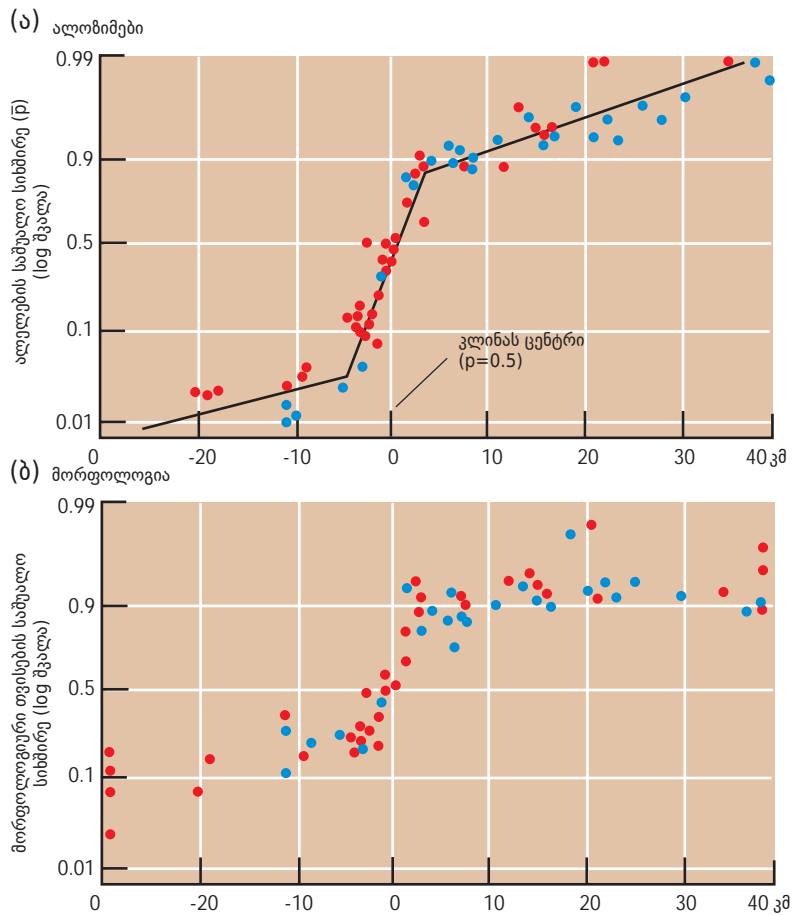 (ა) ალოზიმები
ალელების საშუალო სიხშირე (p̅)
(log შკალა)
0.99
0.9
0.5
0.1
0.01
კლინას ცენტრი
(p=0.5)
0 -20 -10 0 10 20 30 40 კმ
(ბ) მორფოლოგია
მორფოლოგიური თვისების საშუალო
სიხშირე (log შკალა)
0.99
0.9
0.5
0.1
0.01
0 -20 -10 0 10 20 30 40 კმ